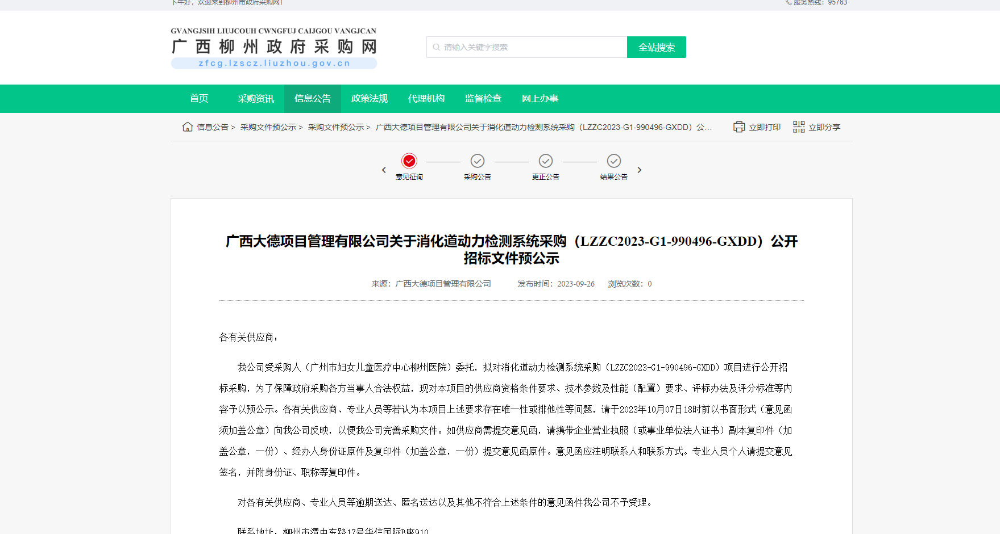 下午好，欢迎来到柳州市政府采购网！
服务热线：95763
GVANGJSIH LIUJCOUH CWNGFUJ CAIJGOU VANGJCAN
广西柳州政府采购网
zfcg.lzscz.liuzhou.gov.cn
请输入关键字搜索
全站搜索
首页 采购资讯 信息公告 政策法规 代理机构 监督检查 网上办事
信息公告 > 采购文件预公示 > 采购文件预公示 > 广西大德项目管理有限公司关于消化道动力检测系统采购（LZZC2023-G1-990496-GXDD）公… 立即打印 立即分享
意见征询 采购公告 更正公告 结果公告
广西大德项目管理有限公司关于消化道动力检测系统采购（LZZC2023-G1-990496-GXDD）公开
招标文件预公示
来源：广西大德项目管理有限公司 发布时间：2023-09-26 浏览次数：0
各有关供应商：
我公司受采购人（广州市妇女儿童医疗中心柳州医院）委托，拟对消化道动力检测系统采购（LZZC2023-G1-990496-GXDD）项目进行公开招
标采购，为了保障政府采购各方当事人合法权益，现对本项目的供应商资格条件要求、技术参数及性能（配置）要求、评标办法及评分标准等内
容予以预公示。各有关供应商、专业人员等若认为本项目上述要求存在唯一性或排他性等问题，请于2023年10月07日18时前以书面形式（意见函
须加盖公章）向我公司反映，以便我公司完善采购文件。如供应商需提交意见函，请携带企业营业执照（或事业单位法人证书）副本复印件（加
盖公章，一份）、经办人身份证原件及复印件（加盖公章，一份）提交意见函原件。意见函应注明联系人和联系方式。专业人员个人请提交意见
签名，并附身份证、职称等复印件。
对各有关供应商、专业人员等逾期送达、匿名送达以及其他不符合上述条件的意见函件我公司不予受理。
联系地址：柳州市潭中东路17号华信国际B座910